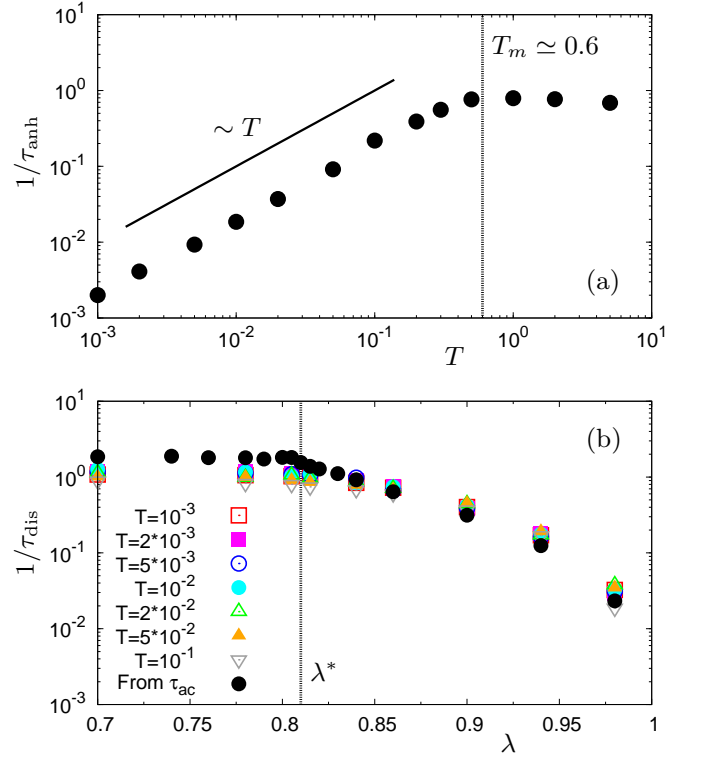 10^1
10^0
10^-1
10^-2
10^-3
1/τ_anh
T_m ≃ 0.6
∼ T
(a)
10^-3
10^-2
10^-1
10^0
10^1
T
10^1
10^0
10^-1
10^-2
10^-3
1/τ_dis
(b)
T=10^-3
T=2*10^-3
T=5*10^-3
T=10^-2
T=2*10^-2
T=5*10^-2
T=10^-1
From τ_ac
λ*
0.7
0.75
0.8
0.85
0.9
0.95
1
λ